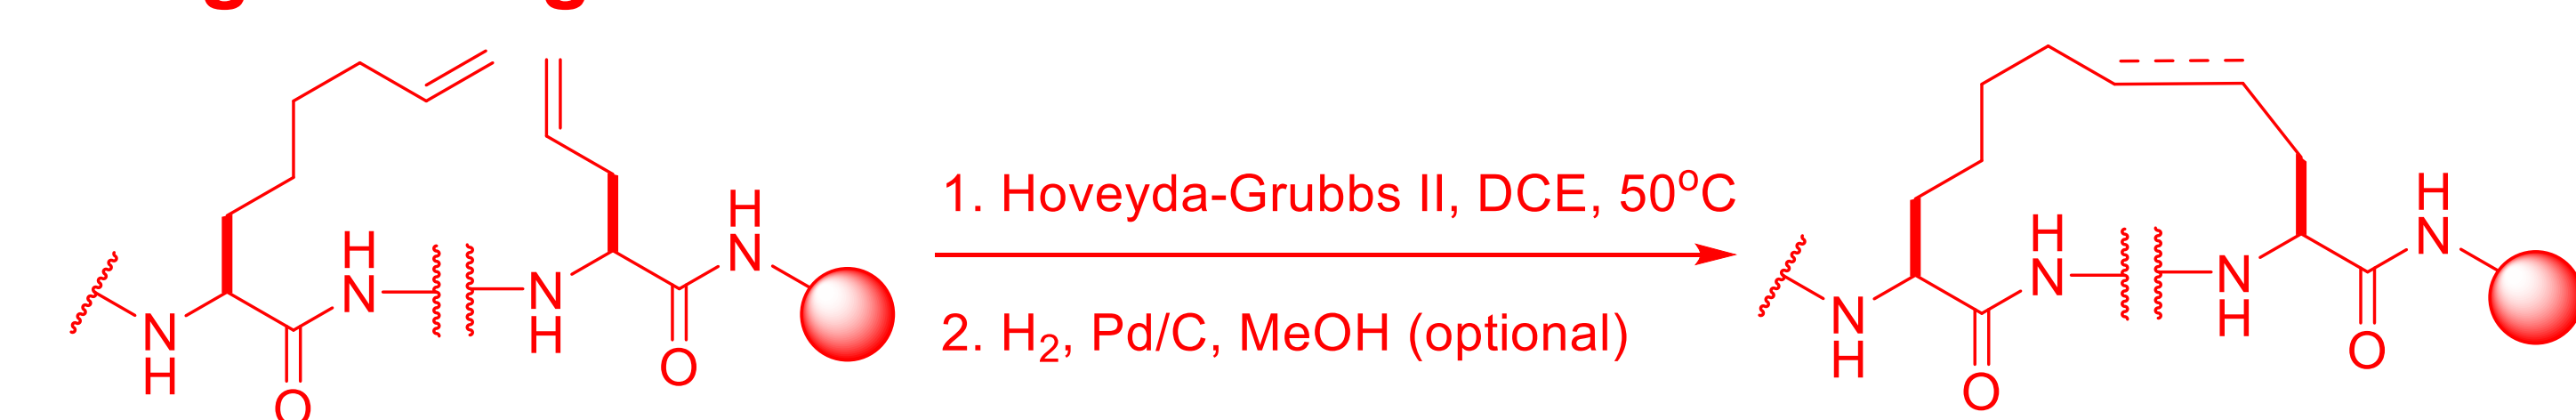 1. Hoveyda-Grubbs II, DCE, 50°C
2. H₂, Pd/C, MeOH (optional)
N
H
O
H
N
N
H
O
H
N
N
H
O
H
N
N
H
O
H
N